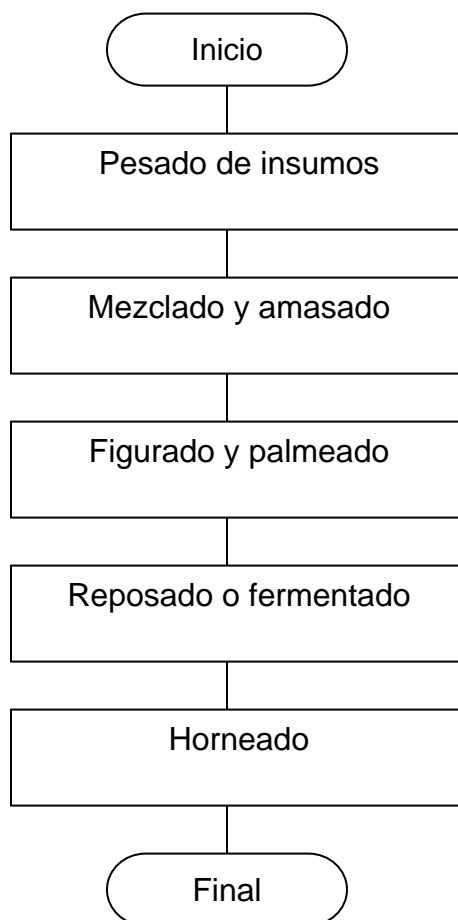 Inicio
Pesado de insumos
Mezclado y amasado
Figurado y palmeado
Reposado o fermentado
Horneado
Final